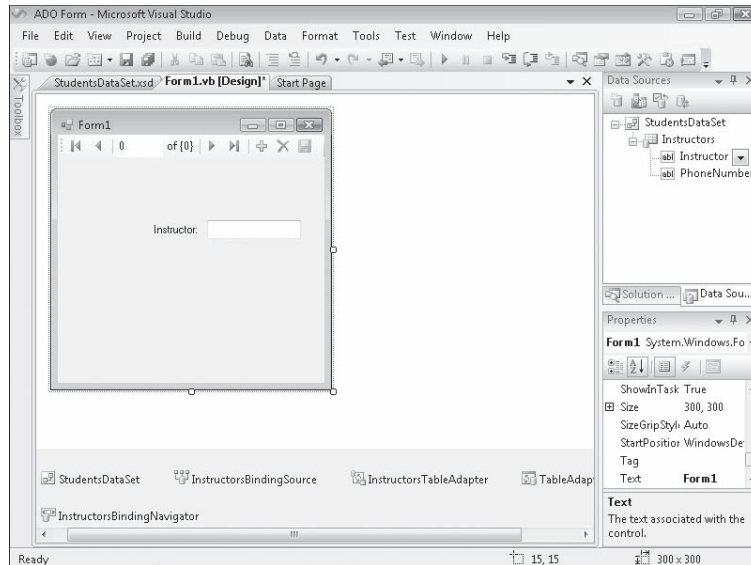 ADO Form - Microsoft Visual Studio
File Edit View Project Build Debug Data Format Tools Test Window Help
StudentsDataSet.xsd Form1.vb [Design]* Start Page
Toolbox
Form1
0 of {0}
Instructor:
StudentsDataSet InstructorsBindingSource InstructorsTableAdapter TableAdap
InstructorsBindingNavigator
Data Sources
StudentsDataSet
Instructors
abl Instructor
abl PhoneNumbe
Solution ... Data Sou...
Properties
Form1 System.Windows.Fo
ShowInTask True
Size 300, 300
SizeGripStyl Auto
StartPosition WindowsDe
Tag
Text Form1
Text
The text associated with the
control.
Ready 15, 15 300 x 300